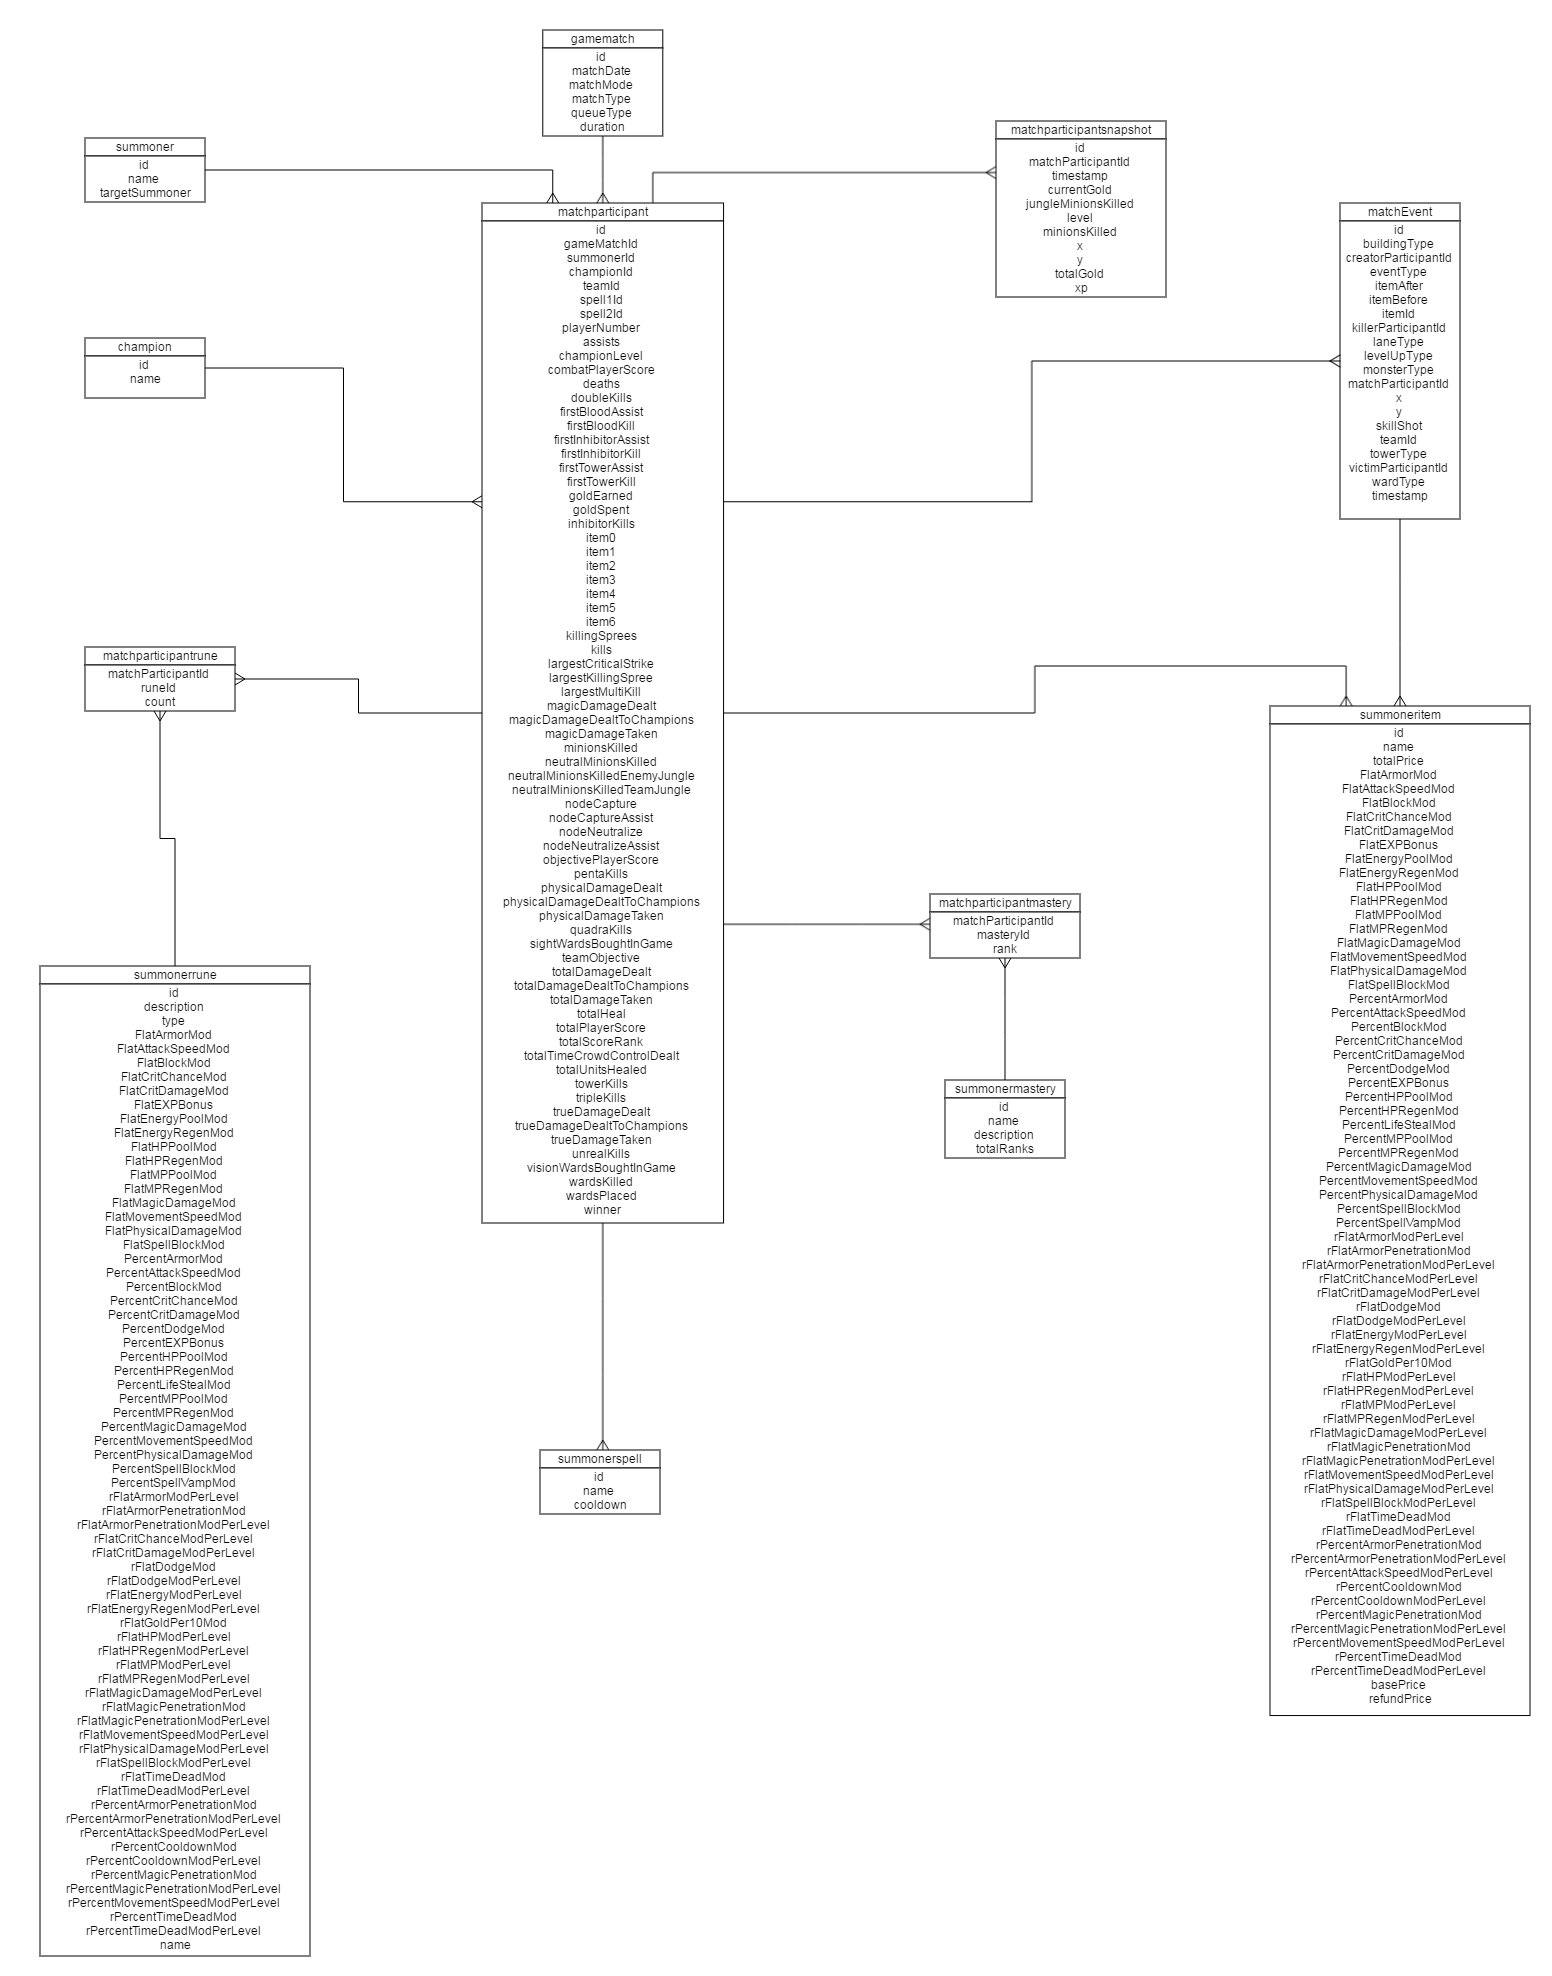 gamematch
id
matchDate
matchMode
matchType
queueType
duration
summoner
id
name
targetSummoner
matchparticipantsnapshot
id
matchParticipantId
timestamp
currentGold
jungleMinionsKilled
level
minionsKilled
x
y
totalGold
xp
matchparticipant
id
gameMatchId
summonerId
championId
teamId
spell1Id
spell2Id
playerNumber
assists
championLevel
combatPlayerScore
deaths
doubleKills
firstBloodAssist
firstBloodKill
firstInhibitorAssist
firstInhibitorKill
firstTowerAssist
firstTowerKill
goldEarned
goldSpent
inhibitorKills
item0
item1
item2
item3
item4
item5
item6
killingSprees
kills
largestCriticalStrike
largestKillingSpree
largestMultiKill
magicDamageDealt
magicDamageDealtToChampions
magicDamageTaken
minionsKilled
neutralMinionsKilled
neutralMinionsKilledEnemyJungle
neutralMinionsKilledTeamJungle
nodeCapture
nodeCaptureAssist
nodeNeutralize
nodeNeutralizeAssist
objectivePlayerScore
pentaKills
physicalDamageDealt
physicalDamageDealtToChampions
physicalDamageTaken
quadraKills
sightWardsBoughtInGame
teamObjective
totalDamageDealt
totalDamageDealtToChampions
totalDamageTaken
totalHeal
totalPlayerScore
totalScoreRank
totalTimeCrowdControlDealt
totalUnitsHealed
towerKills
tripleKills
trueDamageDealt
trueDamageDealtToChampions
trueDamageTaken
unrealKills
visionWardsBoughtInGame
wardsKilled
wardsPlaced
winner
matchEvent
id
buildingType
creatorParticipantId
eventType
itemAfter
itemBefore
itemId
killerParticipantId
laneType
levelUpType
monsterType
matchParticipantId
x
y
skillShot
teamId
towerType
victimParticipantId
wardType
timestamp
champion
id
name
matchparticipantrune
matchParticipantId
runeId
count
summoneritem
id
name
totalPrice
FlatArmorMod
FlatAttackSpeedMod
FlatBlockMod
FlatCritChanceMod
FlatCritDamageMod
FlatEXPBonus
FlatEnergyPoolMod
FlatEnergyRegenMod
FlatHPPoolMod
FlatHPRegenMod
FlatMPPoolMod
FlatMPRegenMod
FlatMagicDamageMod
FlatMovementSpeedMod
FlatPhysicalDamageMod
FlatSpellBlockMod
PercentArmorMod
PercentAttackSpeedMod
PercentBlockMod
PercentCritChanceMod
PercentCritDamageMod
PercentDodgeMod
PercentEXPBonus
PercentHPPoolMod
PercentHPRegenMod
PercentLifeStealMod
PercentMPPoolMod
PercentMPRegenMod
PercentMagicDamageMod
PercentMovementSpeedMod
PercentPhysicalDamageMod
PercentSpellBlockMod
PercentSpellVampMod
rFlatArmorModPerLevel
rFlatArmorPenetrationMod
rFlatArmorPenetrationModPerLevel
rFlatCritChanceModPerLevel
rFlatCritDamageModPerLevel
rFlatDodgeMod
rFlatDodgeModPerLevel
rFlatEnergyModPerLevel
rFlatEnergyRegenModPerLevel
rFlatGoldPer10Mod
rFlatHPModPerLevel
rFlatHPRegenModPerLevel
rFlatMPModPerLevel
rFlatMPRegenModPerLevel
rFlatMagicDamageModPerLevel
rFlatMagicPenetrationMod
rFlatMagicPenetrationModPerLevel
rFlatMovementSpeedModPerLevel
rFlatPhysicalDamageModPerLevel
rFlatSpellBlockModPerLevel
rFlatTimeDeadMod
rFlatTimeDeadModPerLevel
rPercentArmorPenetrationMod
rPercentArmorPenetrationModPerLevel
rPercentAttackSpeedModPerLevel
rPercentCooldownMod
rPercentCooldownModPerLevel
rPercentMagicPenetrationMod
rPercentMagicPenetrationModPerLevel
rPercentMovementSpeedModPerLevel
rPercentTimeDeadMod
rPercentTimeDeadModPerLevel
basePrice
refundPrice
matchparticipantmastery
matchParticipantId
masteryId
rank
summonerrune
id
description
type
FlatArmorMod
FlatAttackSpeedMod
FlatBlockMod
FlatCritChanceMod
FlatCritDamageMod
FlatEXPBonus
FlatEnergyPoolMod
FlatEnergyRegenMod
FlatHPPoolMod
FlatHPRegenMod
FlatMPPoolMod
FlatMPRegenMod
FlatMagicDamageMod
FlatMovementSpeedMod
FlatPhysicalDamageMod
FlatSpellBlockMod
PercentArmorMod
PercentAttackSpeedMod
PercentBlockMod
PercentCritChanceMod
PercentCritDamageMod
PercentDodgeMod
PercentEXPBonus
PercentHPPoolMod
PercentHPRegenMod
PercentLifeStealMod
PercentMPPoolMod
PercentMPRegenMod
PercentMagicDamageMod
PercentMovementSpeedMod
PercentPhysicalDamageMod
PercentSpellBlockMod
PercentSpellVampMod
rFlatArmorModPerLevel
rFlatArmorPenetrationMod
rFlatArmorPenetrationModPerLevel
rFlatCritChanceModPerLevel
rFlatCritDamageModPerLevel
rFlatDodgeMod
rFlatDodgeModPerLevel
rFlatEnergyModPerLevel
rFlatEnergyRegenModPerLevel
rFlatGoldPer10Mod
rFlatHPModPerLevel
rFlatHPRegenModPerLevel
rFlatMPModPerLevel
rFlatMPRegenModPerLevel
rFlatMagicDamageModPerLevel
rFlatMagicPenetrationMod
rFlatMagicPenetrationModPerLevel
rFlatMovementSpeedModPerLevel
rFlatPhysicalDamageModPerLevel
rFlatSpellBlockModPerLevel
rFlatTimeDeadMod
rFlatTimeDeadModPerLevel
rPercentArmorPenetrationMod
rPercentArmorPenetrationModPerLevel
rPercentAttackSpeedModPerLevel
rPercentCooldownMod
rPercentCooldownModPerLevel
rPercentMagicPenetrationMod
rPercentMagicPenetrationModPerLevel
rPercentMovementSpeedModPerLevel
rPercentTimeDeadMod
rPercentTimeDeadModPerLevel
name
summonermastery
id
name
description
totalRanks
summonerspell
id
name
cooldown